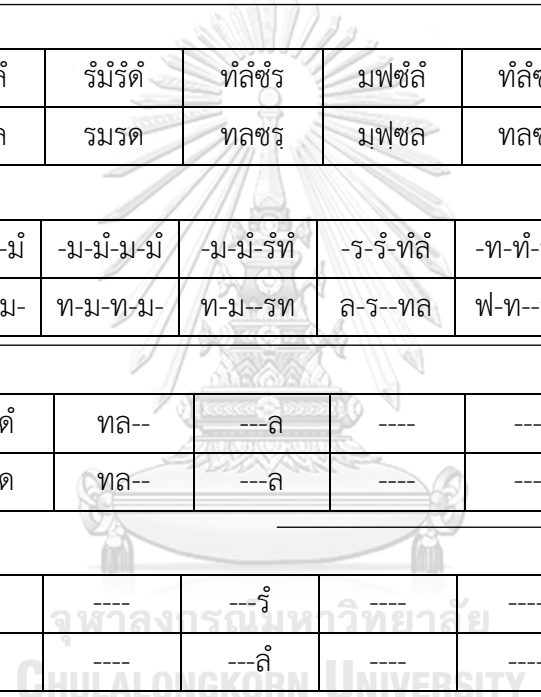 รํมํรํดํ ทํลํซํร มฟซํลํ
รมรด ทลซรฺ มฺฟฺซล ทลซ
-มํ -ม-มํ-ม-มํ -ม-มํ-รํทํ -ร-รํ-ทํลํ -ท-ทํ-
ม- ท-ม-ท-ม- ท-ม--รท ล-ร--ทล ฟ-ท--
ดํ ทล-- ---ล ---- ---
ด ทล-- ---ล ---- ---
---- ---รํ ---- ----
---- ---ลํ ---- ----
จุฬาลงกรณ์มหาวิทยาลัย
CHULALONGKORN UNIVERSITY